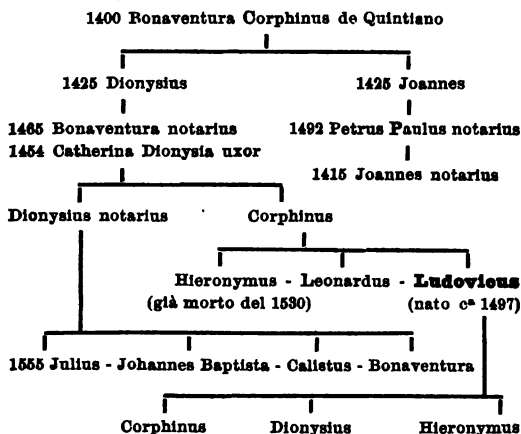 1400 Bonaventura Corphinus de Quintiano
1425 Dionysius 1425 Joannes
1465 Bonaventura notarius 1492 Petrus Paulus notarius
1454 Catherina Dionysia uxor
1415 Joannes notarius
Dionysius notarius Corphinus
Hieronymus - Leonardus - Ludovicus
(già morto del 1530) (nato cª 1497)
1555 Julius - Johannes Baptista - Calistus - Bonaventura
Corphinus Dionysius Hieronymus